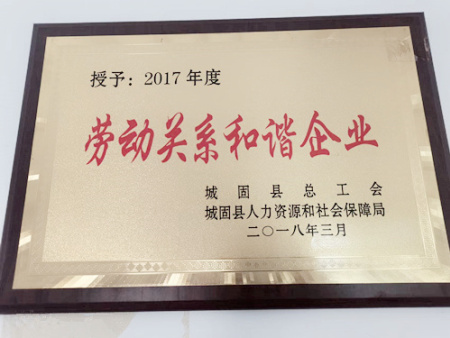 授予：2017年度
劳动关系和谐企业
城固县总工会
城固县人力资源和社会保障局
二〇一八年三月